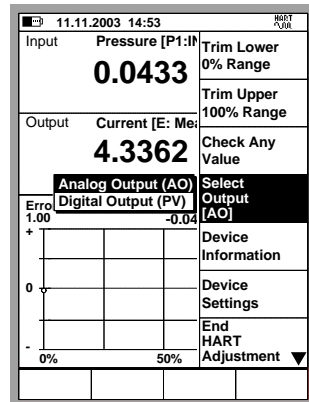 11.11.2003 14:53
HART
Input
Pressure [P1:IN
0.0433
Output
Current [E: Mea
4.3362
Analog Output (AO)
Digital Output (PV)
Erro
1.00
-0.04
+
0
-
0%
50%
Trim Lower
0% Range
Trim Upper
100% Range
Check Any
Value
Select
Output
[AO]
Device
Information
Device
Settings
End
HART
Adjustment